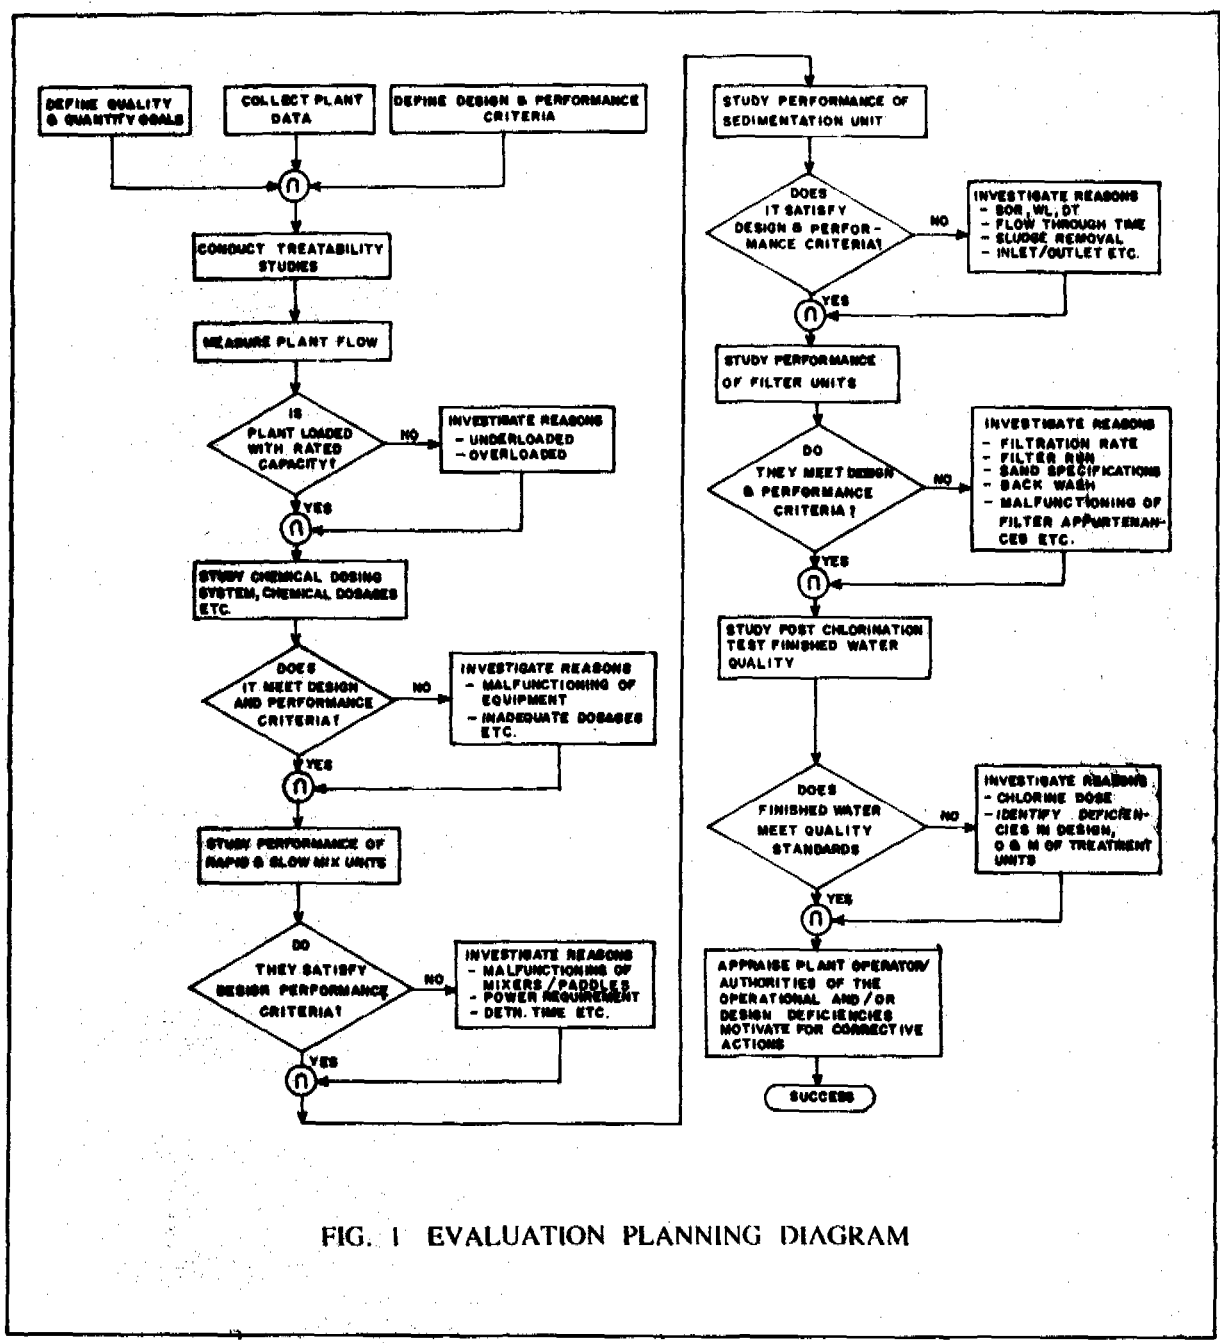 DEFINE QUALITY
& QUANTITY GOALS
COLLECT PLANT
DATA
DEFINE DESIGN & PERFORMANCE
CRITERIA
∩
CONDUCT TREATABILITY
STUDIES
MEASURE PLANT FLOW
IS
PLANT LOADED
WITH RATED
CAPACITY?
NO
INVESTIGATE REASONS
- UNDERLOADED
- OVERLOADED
YES
∩
STUDY CHEMICAL DOSING
SYSTEM, CHEMICAL DOSAGES
ETC.
DOES
IT MEET DESIGN
AND PERFORMANCE
CRITERIA?
NO
INVESTIGATE REASONS
- MALFUNCTIONING OF
EQUIPMENT
- INADEQUATE DOSAGES
ETC.
YES
∩
STUDY PERFORMANCE OF
RAPID & SLOW MIX UNITS
DO
THEY SATISFY
DESIGN PERFORMANCE
CRITERIA?
NO
INVESTIGATE REASONS
- MALFUNCTIONING OF
MIXERS/PADDLES
- POWER REQUIREMENT
- DETN. TIME ETC.
YES
∩
STUDY PERFORMANCE OF
SEDIMENTATION UNIT
DOES
IT SATISFY
DESIGN & PERFOR-
MANCE CRITERIA?
NO
INVESTIGATE REASONS
- SOR, WL, DT
- FLOW THROUGH TIME
- SLUDGE REMOVAL
- INLET/OUTLET ETC.
YES
∩
STUDY PERFORMANCE
OF FILTER UNITS
DO
THEY MEET DESIGN
& PERFORMANCE
CRITERIA?
NO
INVESTIGATE REASONS
- FILTRATION RATE
- FILTER RUN
- SAND SPECIFICATIONS
- BACK WASH
- MALFUNCTIONING OF
FILTER APPURTENAN-
CES ETC.
YES
∩
STUDY POST CHLORINATION
TEST FINISHED WATER
QUALITY
DOES
FINISHED WATER
MEET QUALITY
STANDARDS
NO
INVESTIGATE REASONS
- CHLORINE DOSE
- IDENTIFY DEFICIEN-
CIES IN DESIGN,
O & M OF TREATMENT
UNITS
YES
∩
APPRAISE PLANT OPERATOR/
AUTHORITIES OF THE
OPERATIONAL AND/OR
DESIGN DEFICIENCIES
MOTIVATE FOR CORRECTIVE
ACTIONS
SUCCESS
FIG. 1 EVALUATION PLANNING DIAGRAM